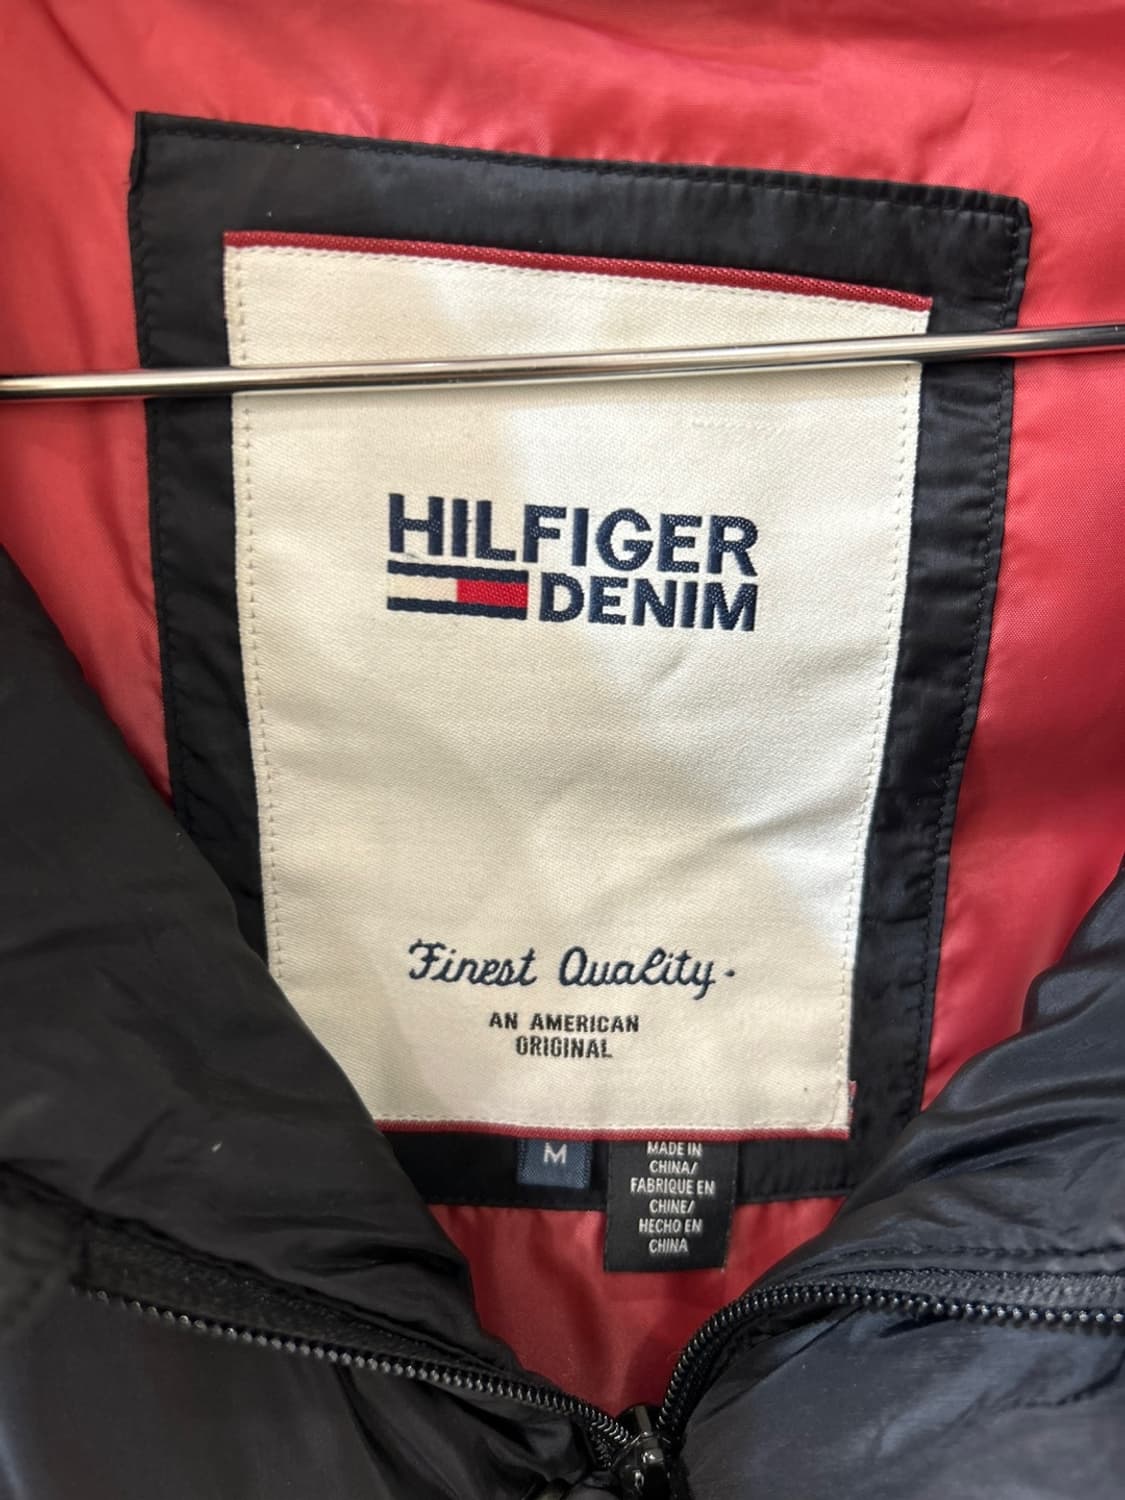 HILFIGER
DENIM
Finest Quality.
AN AMERICAN
ORIGINAL
M
MADE IN
CHINA/
FABRIQUE EN
CHINE/
HECHO EN
CHINA